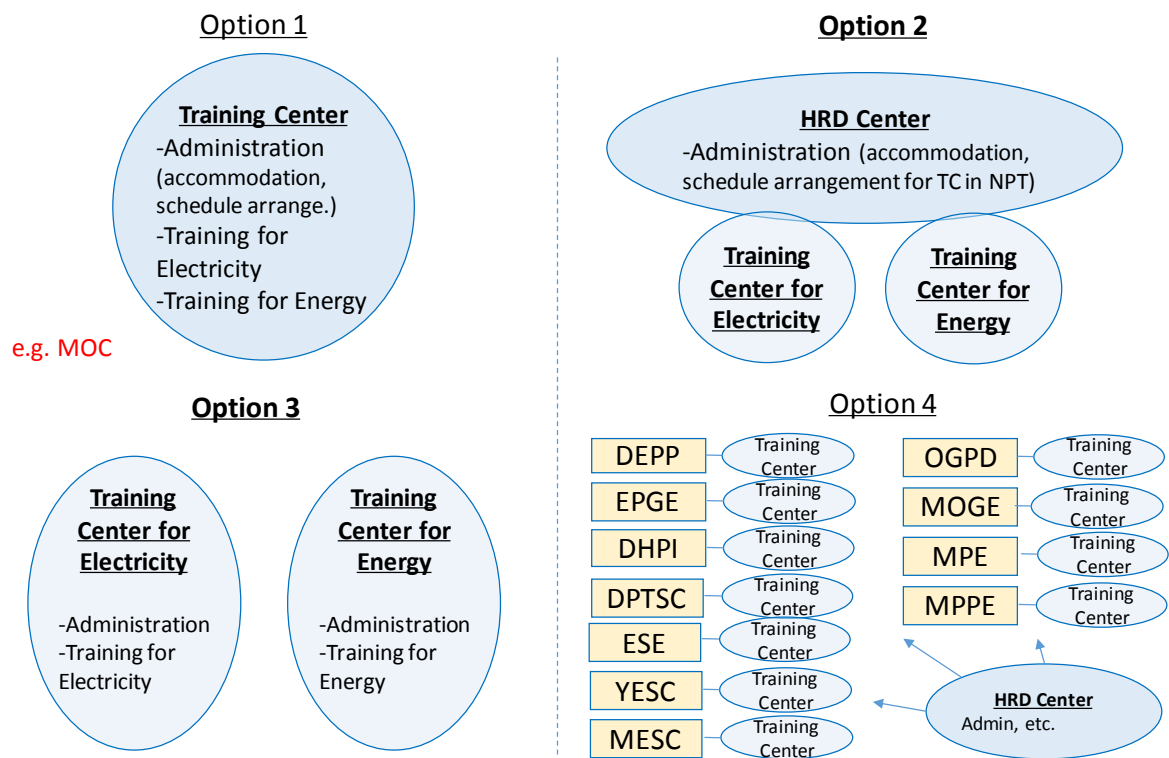 Option 1
Training Center
-Administration
(accommodation,
schedule arrange.)
-Training for
Electricity
-Training for Energy
e.g. MOC
Option 2
HRD Center
-Administration (accommodation,
schedule arrangement for TC in NPT)
Training
Center for
Electricity
Training
Center for
Energy
Option 3
Training
Center for
Electricity
-Administration
-Training for
Electricity
Training
Center for
Energy
-Administration
-Training for
Energy
Option 4
DEPP
Training
Center
EPGE
Training
Center
DHPI
Training
Center
DPTSC
Training
Center
ESE
Training
Center
YESC
Training
Center
MESC
Training
Center
OGPD
Training
Center
MOGE
Training
Center
MPE
Training
Center
MPPE
Training
Center
HRD Center
Admin, etc.